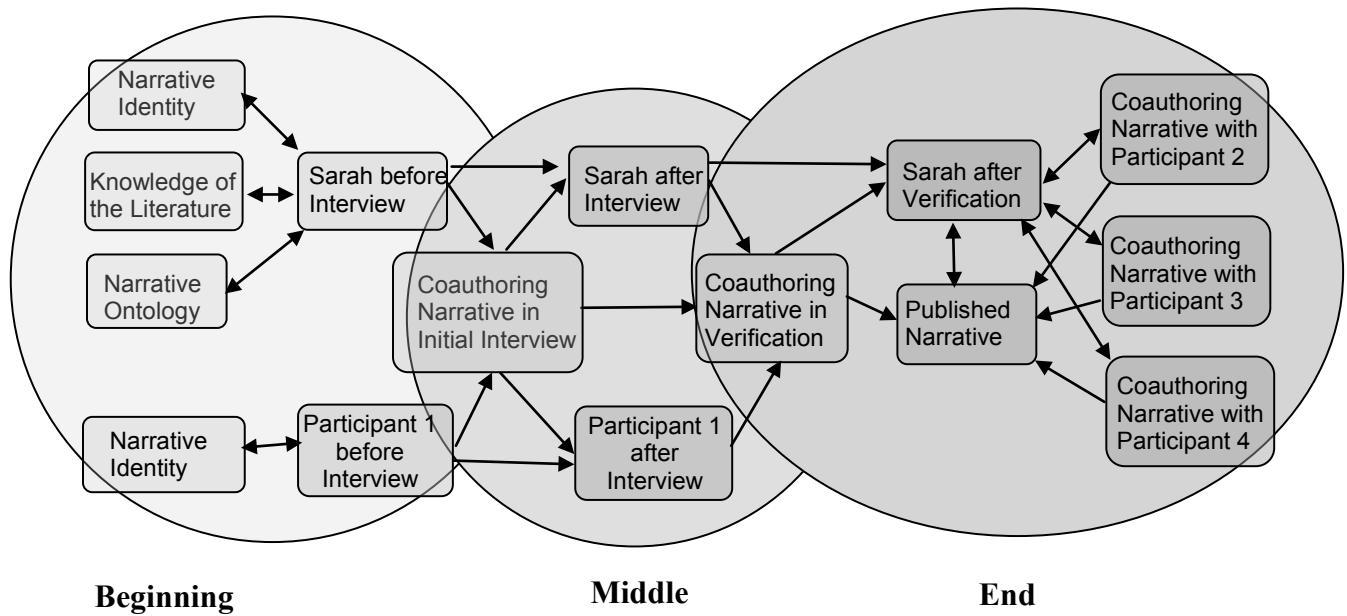 Narrative
Identity
Knowledge of
the Literature
Narrative
Ontology
Sarah before
Interview
Narrative
Identity
Participant 1
before
Interview
Coauthoring
Narrative in
Initial Interview
Sarah after
Interview
Participant 1
after
Interview
Coauthoring
Narrative in
Verification
Sarah after
Verification
Published
Narrative
Coauthoring
Narrative with
Participant 2
Coauthoring
Narrative with
Participant 3
Coauthoring
Narrative with
Participant 4
Beginning
Middle
End